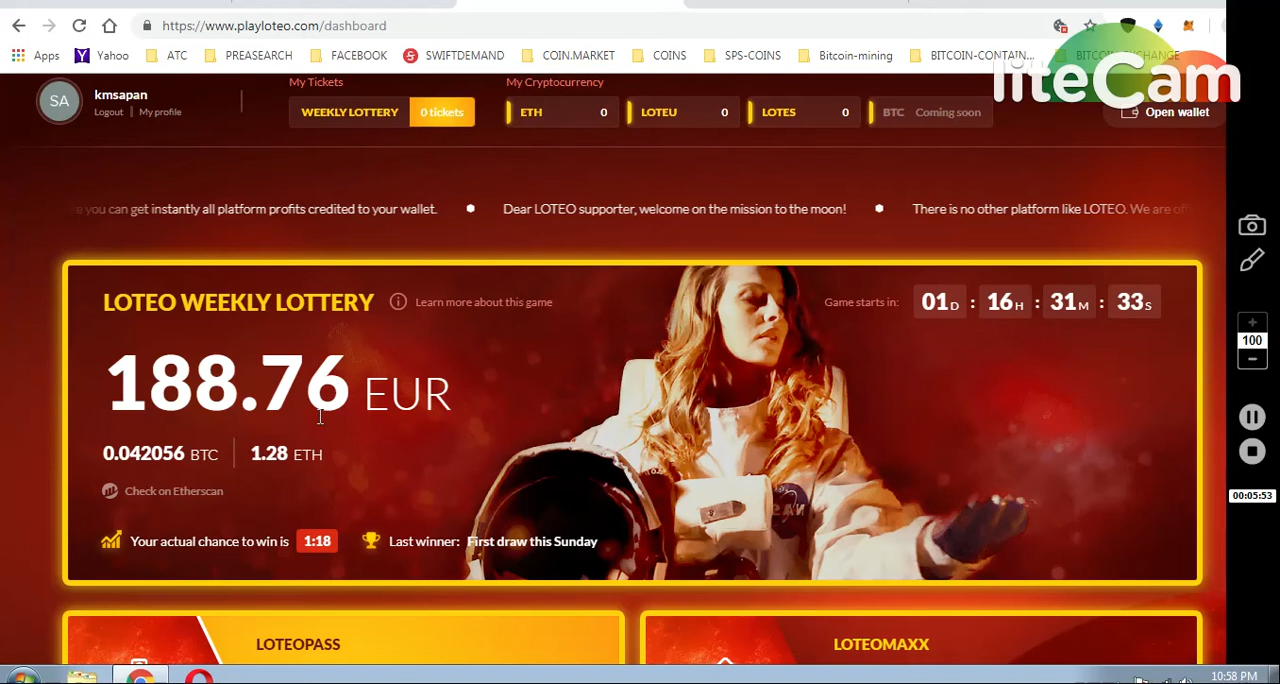 https://www.playloteo.com/dashboard
Apps Yahoo ATC PREASEARCH FACEBOOK SWIFTDEMAND COIN.MARKET COINS SPS-COINS Bitcoin-mining BITCOIN-CONTAIN... BITCOIN-EXCHANGE
liteCam
SA
kmsapan
Logout | My profile
My Tickets
WEEKLY LOTTERY 0 tickets
My Cryptocurrency
ETH 0 LOTEU 0 LOTES 0 BTC Coming soon
Open wallet
e you can get instantly all platform profits credited to your wallet. Dear LOTEO supporter, welcome on the mission to the moon! There is no other platform like LOTEO. We are of
LOTEO WEEKLY LOTTERY Learn more about this game
Game starts in: 01D : 16H : 31M : 33S
188.76 EUR
0.042056 BTC 1.28 ETH
Check on Etherscan
Your actual chance to win is 1:18 Last winner: First draw this Sunday
LOTEOPASS
LOTEOMAXX
100
00:05:53
10:58 PM